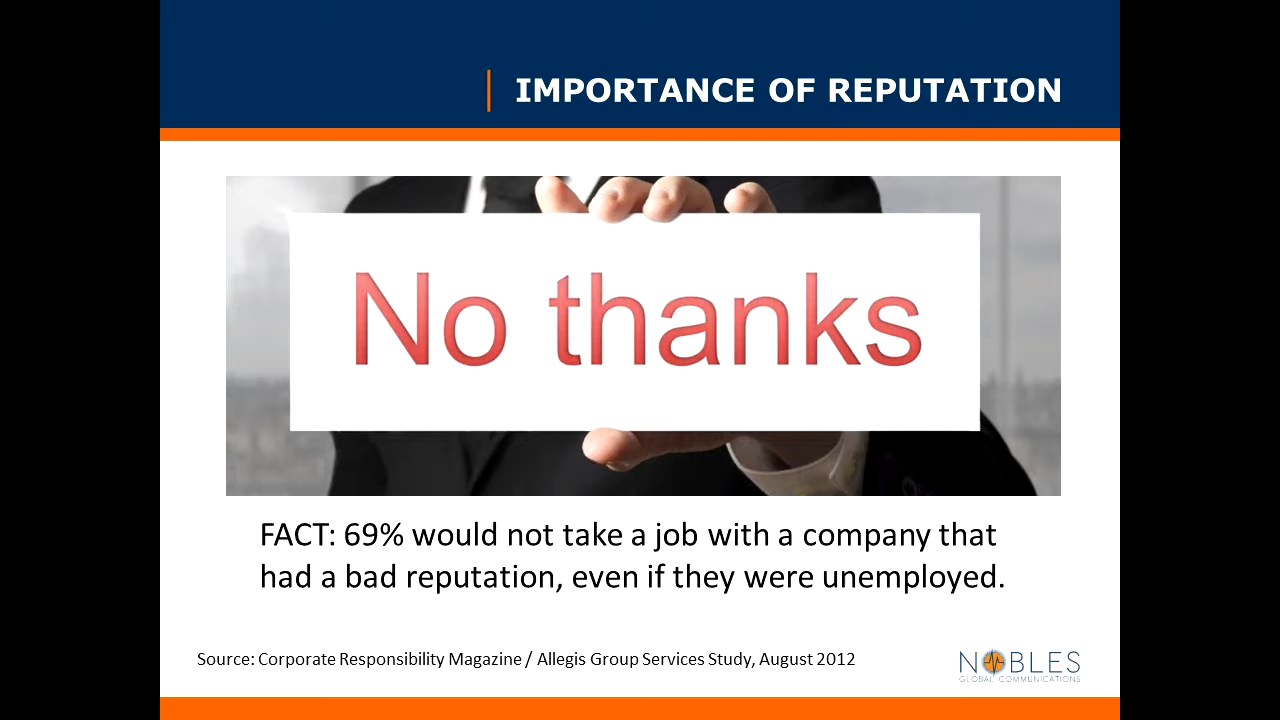 IMPORTANCE OF REPUTATION
No thanks
FACT: 69% would not take a job with a company that
had a bad reputation, even if they were unemployed.
Source: Corporate Responsibility Magazine / Allegis Group Services Study, August 2012
NOBLES
GLOBAL COMMUNICATIONS